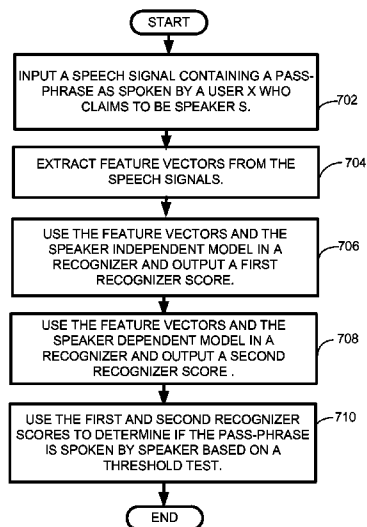 START
INPUT A SPEECH SIGNAL CONTAINING A PASS-
PHRASE AS SPOKEN BY A USER X WHO
CLAIMS TO BE SPEAKER S.
702
EXTRACT FEATURE VECTORS FROM THE
SPEECH SIGNALS.
704
USE THE FEATURE VECTORS AND THE
SPEAKER INDEPENDENT MODEL IN A
RECOGNIZER AND OUTPUT A FIRST
RECOGNIZER SCORE.
706
USE THE FEATURE VECTORS AND THE
SPEAKER DEPENDENT MODEL IN A
RECOGNIZER AND OUTPUT A SECOND
RECOGNIZER SCORE .
708
USE THE FIRST AND SECOND RECOGNIZER
SCORES TO DETERMINE IF THE PASS-PHRASE
IS SPOKEN BY SPEAKER BASED ON A
THRESHOLD TEST.
710
END